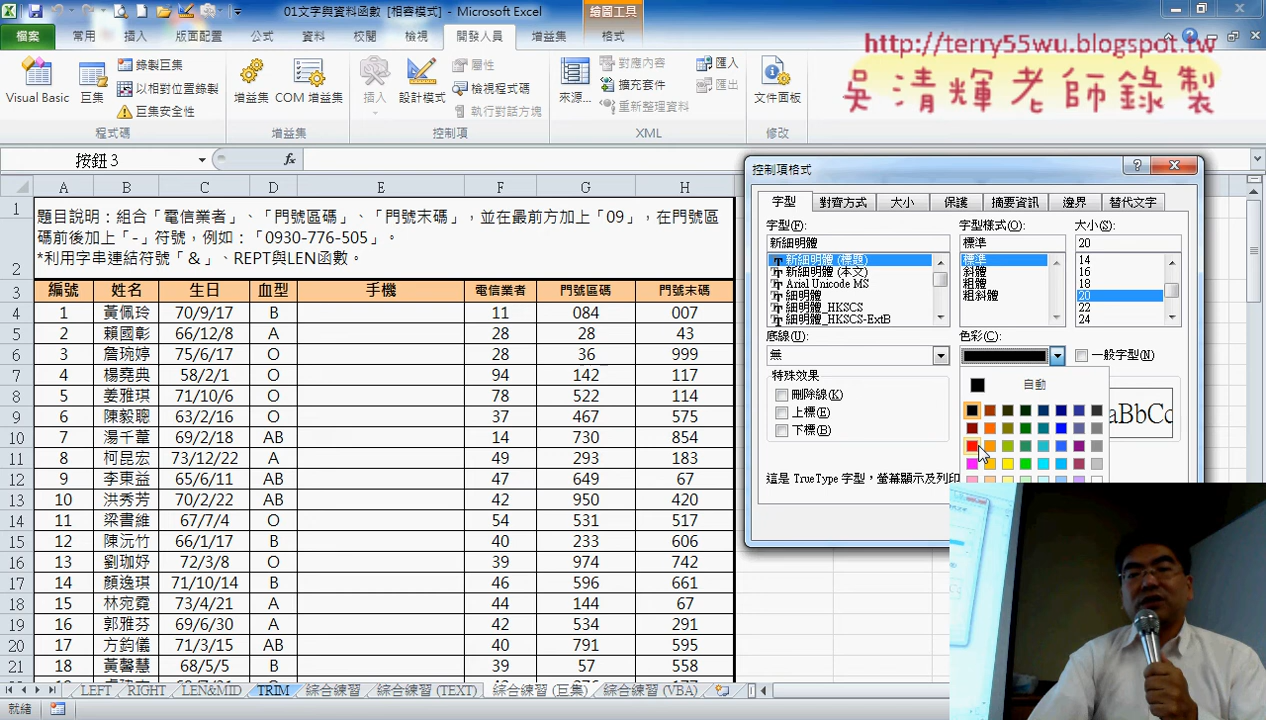 01文字與資料函數 [相容模式] - Microsoft Excel
繪圖工具
檔案 常用 插入 版面配置 公式 資料 校閱 檢視 開發人員 增益集 格式
http://terry55wu.blogspot.tw
吳清輝老師錄製
Visual Basic 巨集 錄製巨集 以相對位置錄製 巨集安全性 程式碼
增益集 COM 增益集 增益集
插入 設計模式 屬性 檢視程式碼 執行對話方塊 控制項
來源... 對應內容 擴充套件 重新整理資料 匯入 匯出 XML
文件面板 修改
按鈕 3 fx
A B C D E F G H
1 題目說明：組合「電信業者」、「門號區碼」、「門號末碼」，並在最前方加上「09」，在門號區
碼前後加上「-」符號，例如：「0930-776-505」。
2 *利用字串連結符號「&」、REPT與LEN函數。
3 編號 姓名 生日 血型 手機 電信業者 門號區碼 門號末碼
4 1 黃佩玲 70/9/17 B 11 084 007
5 2 賴國彰 66/12/8 A 28 28 43
6 3 詹琬婷 75/6/17 O 28 36 999
7 4 楊堯典 58/2/1 O 94 142 117
8 5 姜雅琪 71/10/6 O 78 522 114
9 6 陳毅聰 63/2/16 O 37 467 575
10 7 湯千葦 69/2/18 AB 14 730 854
11 8 柯昆宏 73/12/22 A 49 293 183
12 9 李東益 65/6/11 AB 47 649 67
13 10 洪秀芳 70/2/22 AB 42 950 420
14 11 梁書維 67/7/4 O 54 531 517
15 12 陳沅竹 66/1/17 B 40 233 606
16 13 劉珈妤 72/3/8 O 39 974 742
17 14 顏逸琪 71/10/14 B 46 596 661
18 15 林宛霓 73/4/21 A 44 144 67
19 16 郭雅芬 69/6/30 A 42 534 291
20 17 方鈞儀 71/3/15 AB 40 791 595
21 18 黃馨慧 68/5/5 B 39 57 558
LEFT RIGHT LEN&MID TRIM 綜合練習 綜合練習 (TEXT) 綜合練習 (巨集) 綜合練習 (VBA)
就緒
控制項格式
字型 對齊方式 大小 保護 摘要資訊 邊界 替代文字
字型(F): 字型樣式(O): 大小(S):
新細明體 標準 20
新細明體 (標題) 標準 14
新細明體 (本文) 斜體 16
Arial Unicode MS 粗體 18
細明體 粗斜體 20
細明體_HKSCS 22
細明體_HKSCS-ExtB 24
底線(U): 色彩(C):
無 一般字型(N)
特殊效果 自動
刪除線(K)
上標(E)
下標(B)
這是 TrueType 字型，螢幕顯示及列印